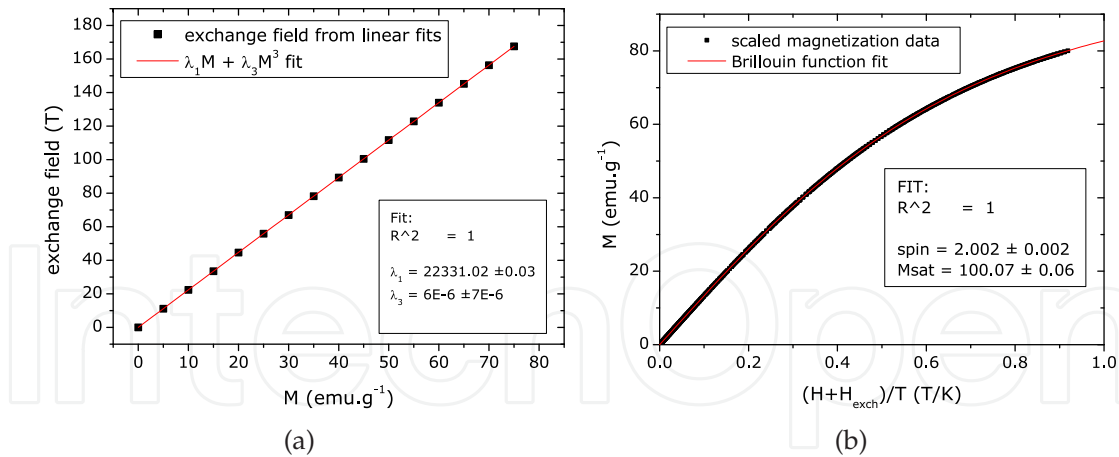 ■ exchange field from linear fits
λ₁M + λ₃M³ fit
exchange field (T)
180
160
140
120
100
80
60
40
20
0
Fit:
R^2 = 1
λ₁ = 22331.02 ±0.03
λ₃ = 6E-6 ±7E-6
0 10 20 30 40 50 60 70 80
M (emu.g⁻¹)
(a)
scaled magnetization data
Brillouin function fit
M (emu.g⁻¹)
80
60
40
20
0
FIT:
R^2 = 1
spin = 2.002 ± 0.002
Msat = 100.07 ± 0.06
0.0 0.2 0.4 0.6 0.8 1.0
(H+Hexch)/T (T/K)
(b)
IntechOpen